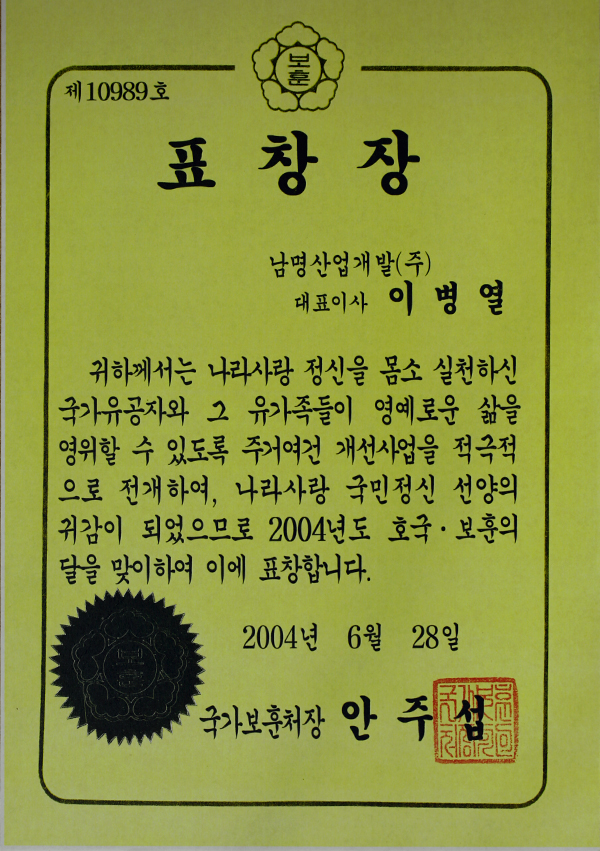 보훈
제10989호
표 창 장
남명산업개발(주)
대표이사 이 병 열
귀하께서는 나라사랑 정신을 몸소 실천하신
국가유공자와 그 유가족들이 영예로운 삶을
영위할 수 있도록 주거여건 개선사업을 적극적
으로 전개하여, 나라사랑 국민정신 선양의
귀감이 되었으므로 2004년도 호국·보훈의
달을 맞이하여 이에 표창합니다.
2004년 6월 28일
보훈
국가보훈처장 안 주 섭